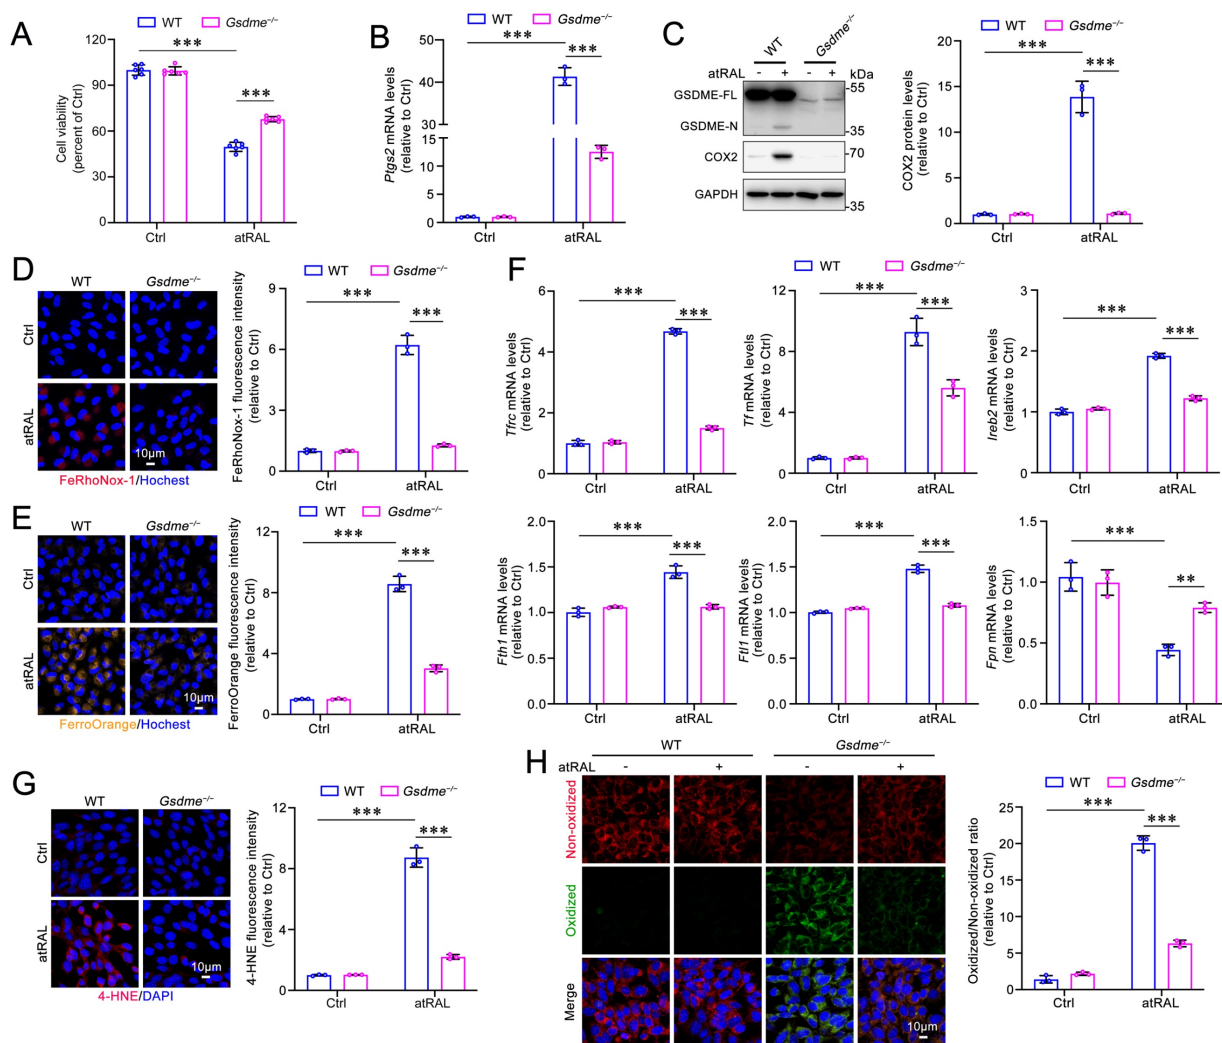 A
WT
Gsdme−/−
Cell viability
(percent of Ctrl)
120
90
60
30
0
***
***
Ctrl
atRAL
B
WT
Gsdme−/−
Ptgs2 mRNA levels
(relative to Ctrl)
50
40
30
15
10
5
0
***
***
Ctrl
atRAL
C
WT
Gsdme−/−
atRAL
-
+
-
+
kDa
GSDME-FL
-55
GSDME-N
-35
COX2
-70
GAPDH
-35
WT
Gsdme−/−
COX2 protein levels
(relative to Ctrl)
20
15
10
5
0
***
***
Ctrl
atRAL
D
WT
Gsdme−/−
Ctrl
atRAL
10μm
FeRhoNox-1/Hochest
WT
Gsdme−/−
FeRhoNox-1 fluorescence intensity
(relative to Ctrl)
9
6
3
0
***
***
Ctrl
atRAL
E
WT
Gsdme−/−
Ctrl
atRAL
10μm
FerroOrange/Hochest
WT
Gsdme−/−
FerroOrange fluorescence intensity
(relative to Ctrl)
12
9
6
3
0
***
***
Ctrl
atRAL
F
WT
Gsdme−/−
Tfrc mRNA levels
(relative to Ctrl)
6
4
2
0
***
***
Ctrl
atRAL
Tf mRNA levels
(relative to Ctrl)
12
9
6
3
0
***
***
Ctrl
atRAL
Ireb2 mRNA levels
(relative to Ctrl)
3
2
1
0
***
***
Ctrl
atRAL
Fth1 mRNA levels
(relative to Ctrl)
2.0
1.5
1.0
0.5
0.0
***
***
Ctrl
atRAL
Ftl1 mRNA levels
(relative to Ctrl)
2.0
1.5
1.0
0.5
0.0
***
***
Ctrl
atRAL
Fpn mRNA levels
(relative to Ctrl)
1.5
1.0
0.5
0.0
***
**
Ctrl
atRAL
G
WT
Gsdme−/−
Ctrl
atRAL
10μm
4-HNE/DAPI
WT
Gsdme−/−
4-HNE fluorescence intensity
(relative to Ctrl)
12
8
4
0
***
***
Ctrl
atRAL
H
WT
Gsdme−/−
atRAL
-
+
-
+
Non-oxidized
Oxidized
Merge
10μm
WT
Gsdme−/−
Oxidized/Non-oxidized ratio
(relative to Ctrl)
25
20
15
10
5
0
***
***
Ctrl
atRAL